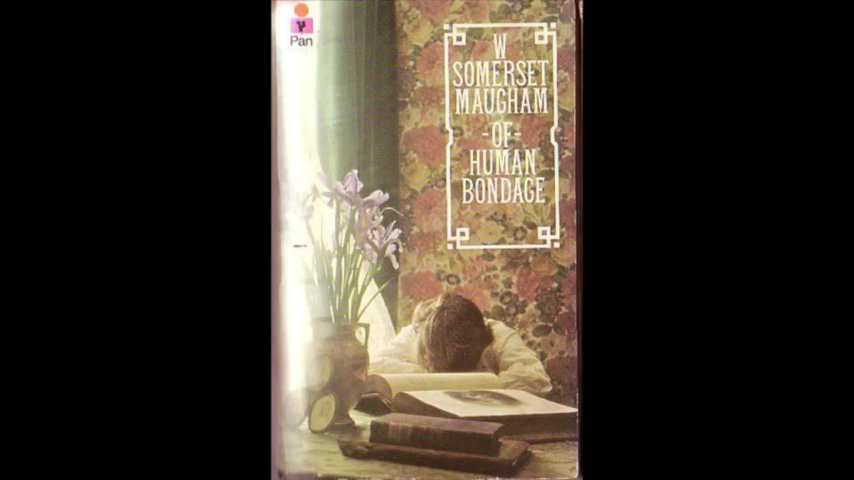 Pan
W
SOMERSET
MAUGHAM
-OF-
HUMAN
BONDAGE